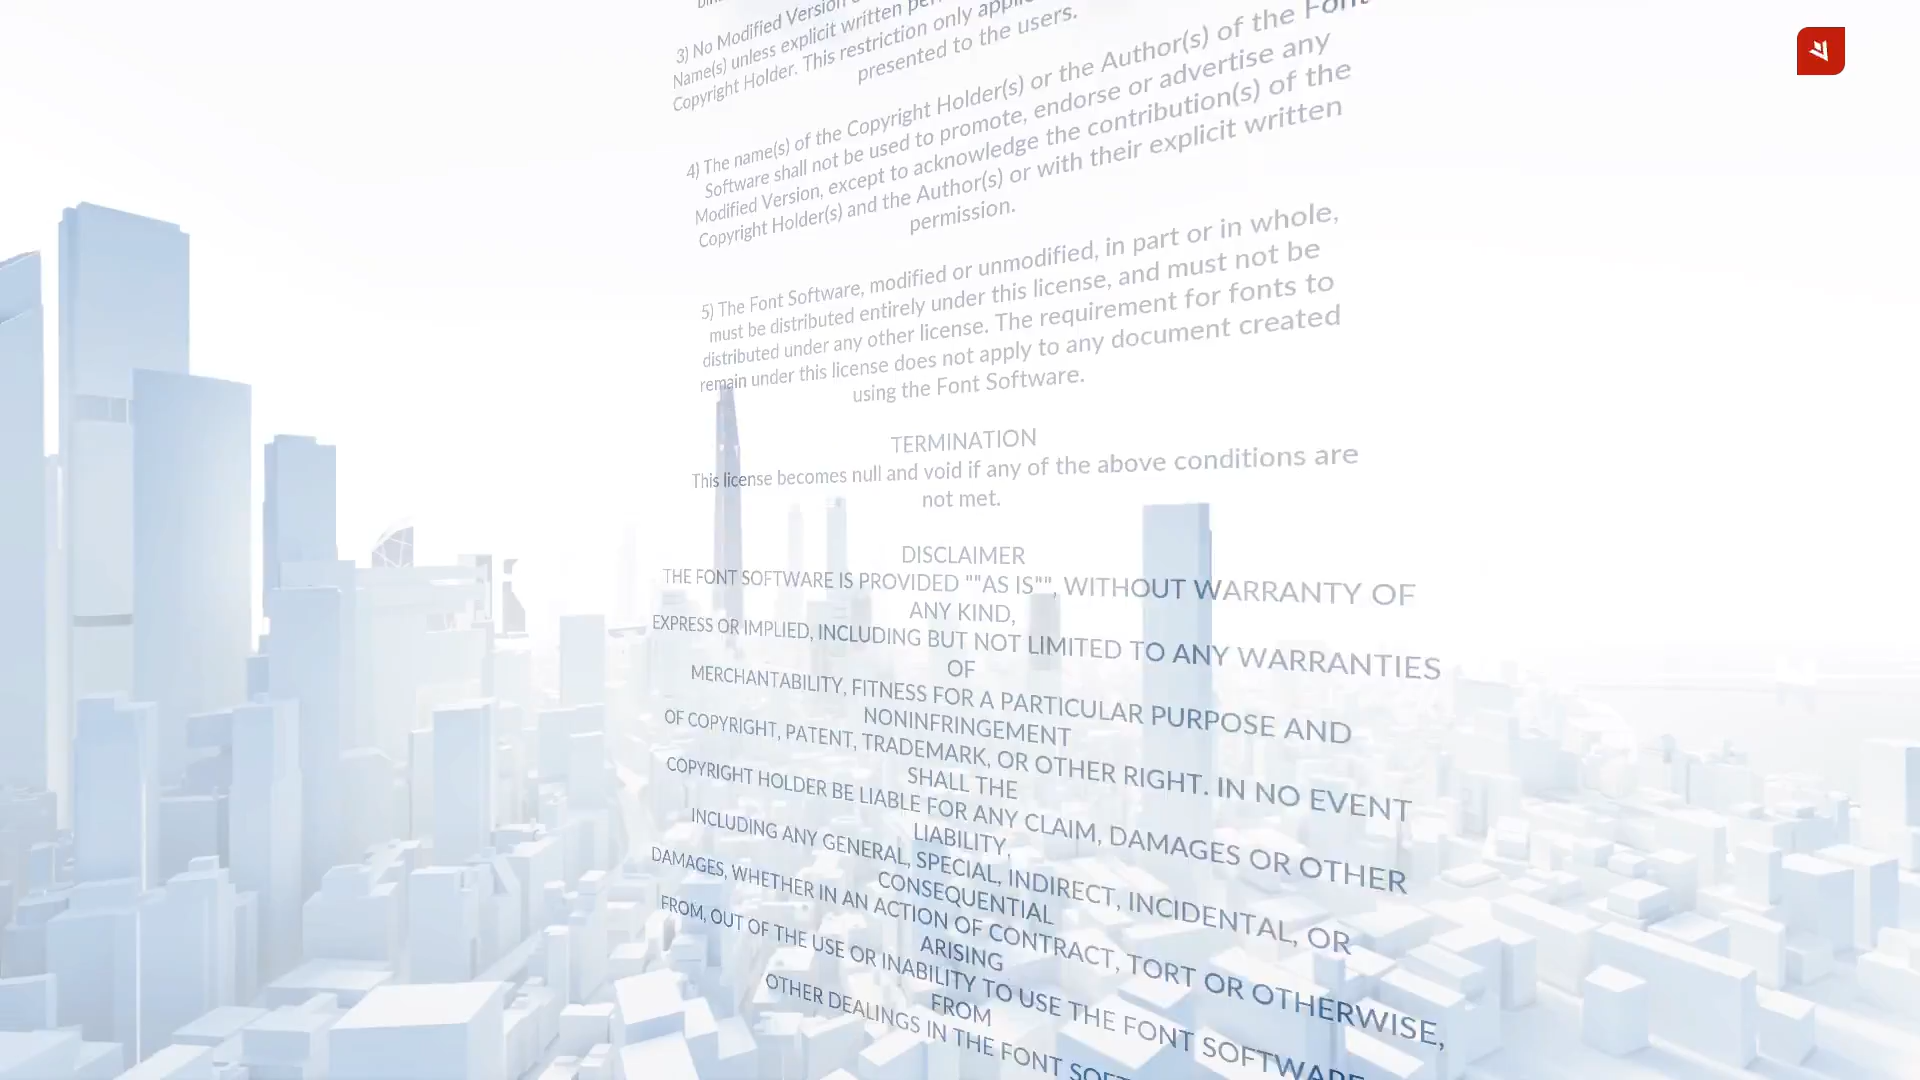 3) No Modified Version
Name(s) unless explicit written
Copyright Holder. This restriction only
presented to the users.
4) The name(s) of the Copyright Holder(s) or the Author(s) of the Font
Software shall not be used to promote, endorse or advertise any
Modified Version, except to acknowledge the contribution(s) of the
Copyright Holder(s) and the Author(s) or with their explicit written
permission.
5) The Font Software, modified or unmodified, in part or in whole,
must be distributed entirely under this license, and must not be
distributed under any other license. The requirement for fonts to
remain under this license does not apply to any document created
using the Font Software.
TERMINATION
This license becomes null and void if any of the above conditions are
not met.
DISCLAIMER
THE FONT SOFTWARE IS PROVIDED ""AS IS"", WITHOUT WARRANTY OF
ANY KIND,
EXPRESS OR IMPLIED, INCLUDING BUT NOT LIMITED TO ANY WARRANTIES
OF
MERCHANTABILITY, FITNESS FOR A PARTICULAR PURPOSE AND
NONINFRINGEMENT
OF COPYRIGHT, PATENT, TRADEMARK, OR OTHER RIGHT. IN NO EVENT
SHALL THE
COPYRIGHT HOLDER BE LIABLE FOR ANY CLAIM, DAMAGES OR OTHER
LIABILITY,
INCLUDING ANY GENERAL, SPECIAL, INDIRECT, INCIDENTAL, OR
CONSEQUENTIAL
DAMAGES, WHETHER IN AN ACTION OF CONTRACT, TORT OR OTHERWISE,
ARISING
FROM, OUT OF THE USE OR INABILITY TO USE THE FONT SOFTWARE
FROM
OTHER DEALINGS IN THE FONT